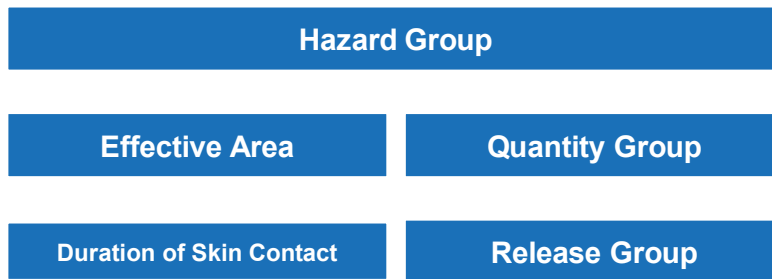 Hazard Group
Effective Area
Quantity Group
Duration of Skin Contact
Release Group